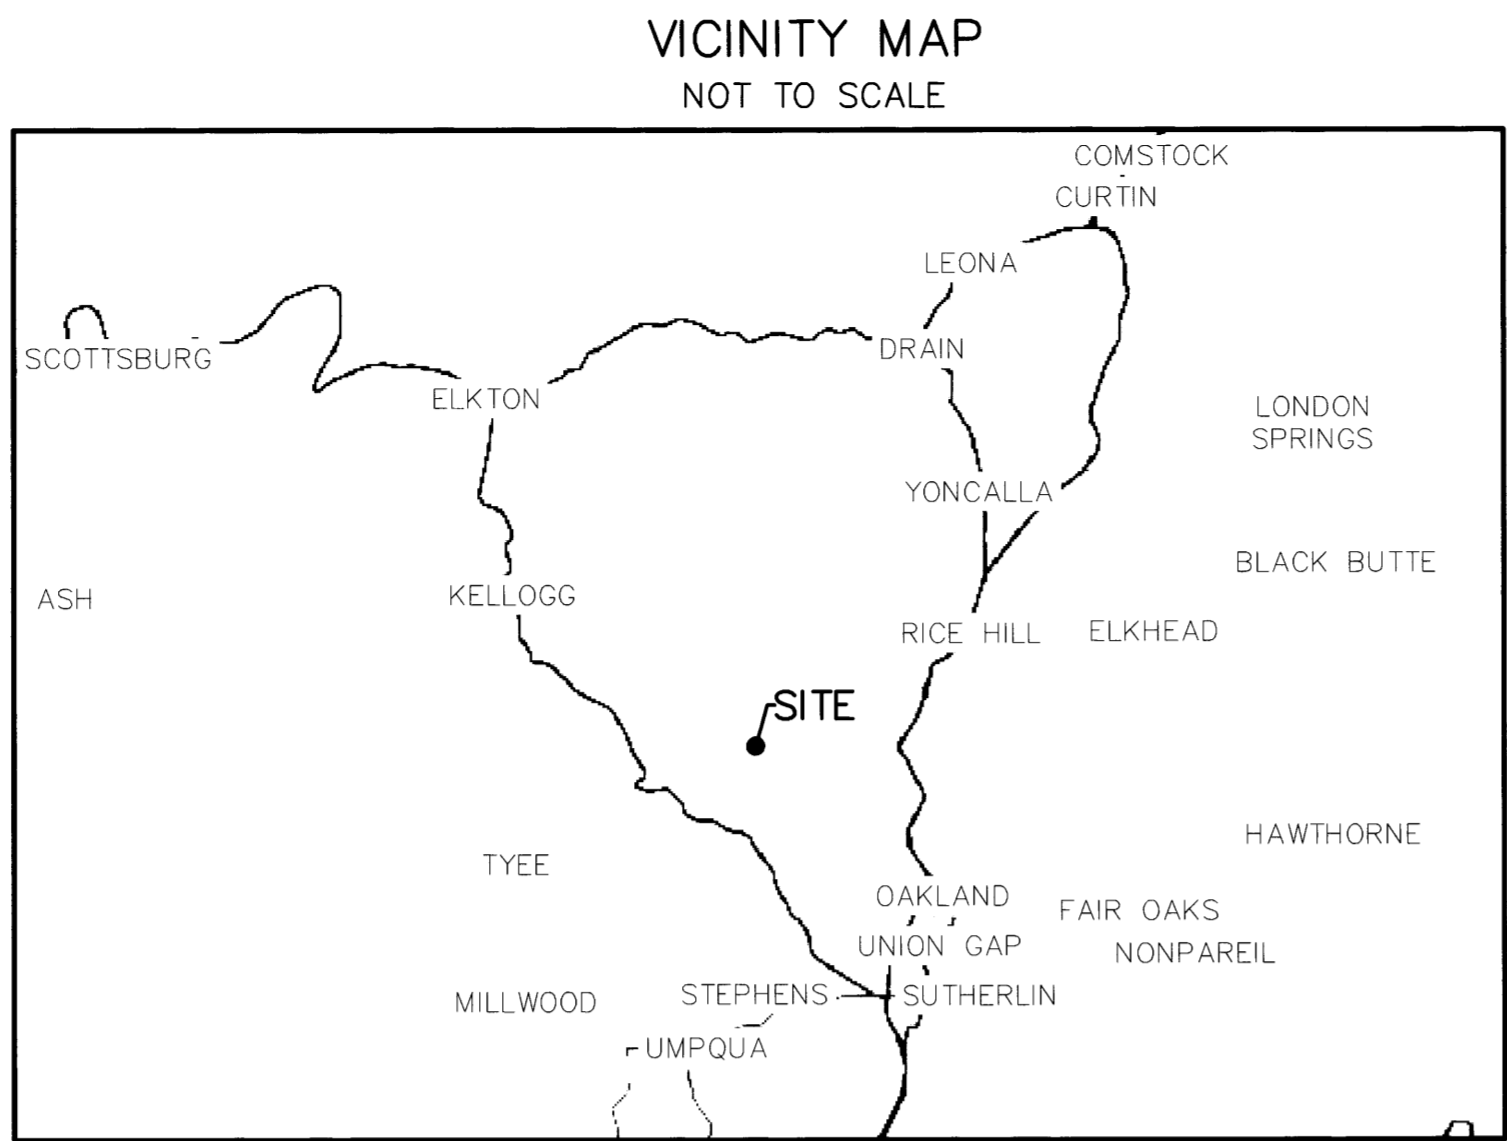 VICINITY MAP
NOT TO SCALE
COMSTOCK
CURTIN
LEONA
SCOTTSBURG
DRAIN
ELKTON
LONDON
SPRINGS
YONCALLA
BLACK BUTTE
ASH
KELLOGG
RICE HILL
ELKHEAD
SITE
HAWTHORNE
TYEE
OAKLAND
FAIR OAKS
UNION GAP
NONPAREIL
MILLWOOD
STEPHENS
SUTHERLIN
UMPQUA